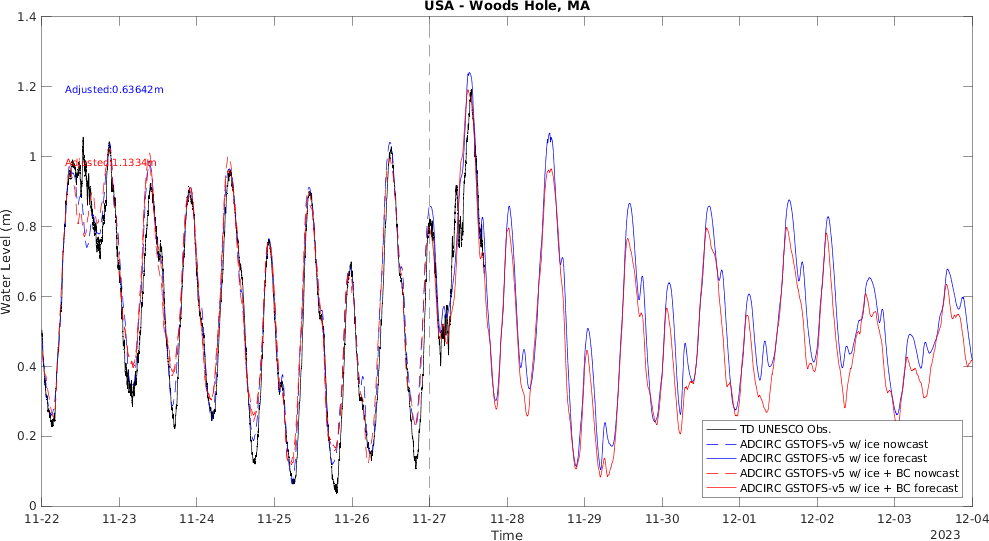 USA - Woods Hole, MA
1.4
1.2
1
0.8
0.6
0.4
0.2
0
Water Level (m)
Adjusted:0.63642m
Adjusted:1.1334m
TD UNESCO Obs.
ADCIRC GSTOFS-v5 w/ ice nowcast
ADCIRC GSTOFS-v5 w/ ice forecast
ADCIRC GSTOFS-v5 w/ ice + BC nowcast
ADCIRC GSTOFS-v5 w/ ice + BC forecast
11-22 11-23 11-24 11-25 11-26 11-27 11-28 11-29 11-30 12-01 12-02 12-03 12-04
Time
2023